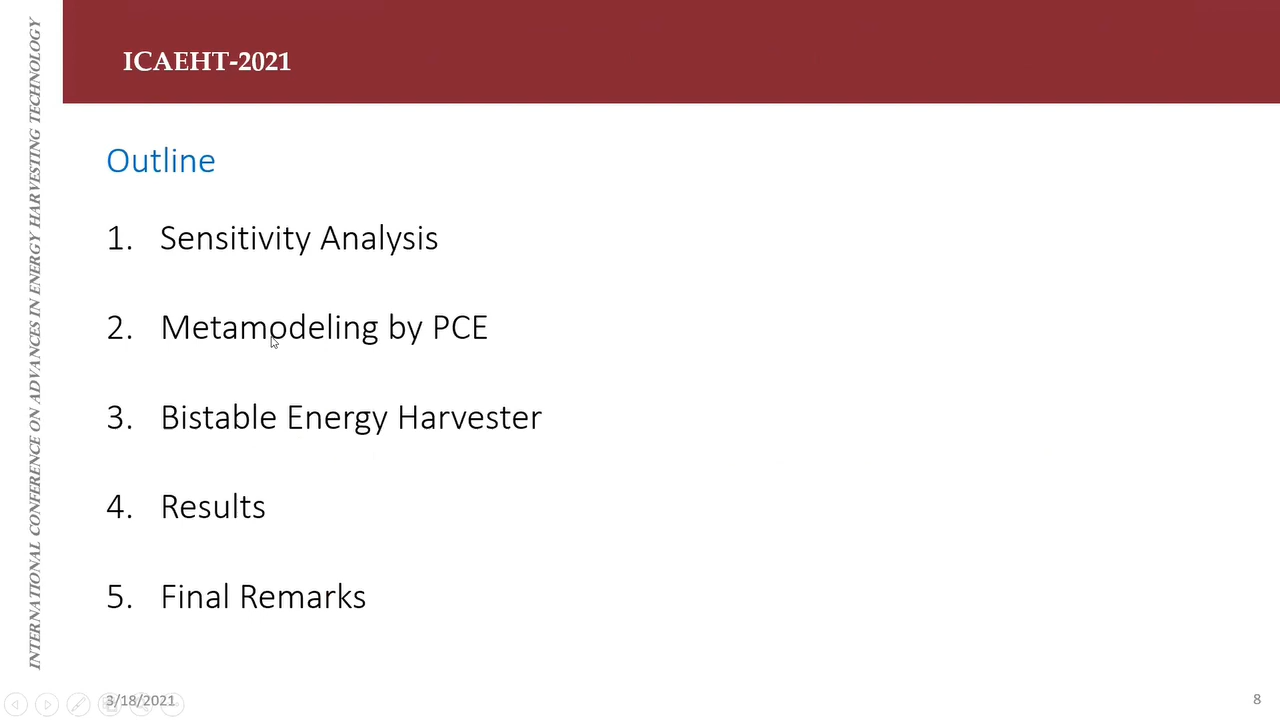 INTERNATIONAL CONFERENCE ON ADVANCES IN ENERGY HARVESTING TECHNOLOGY
ICAEHT-2021
Outline
1. Sensitivity Analysis
2. Metamodeling by PCE
3. Bistable Energy Harvester
4. Results
5. Final Remarks
3/18/2021
8